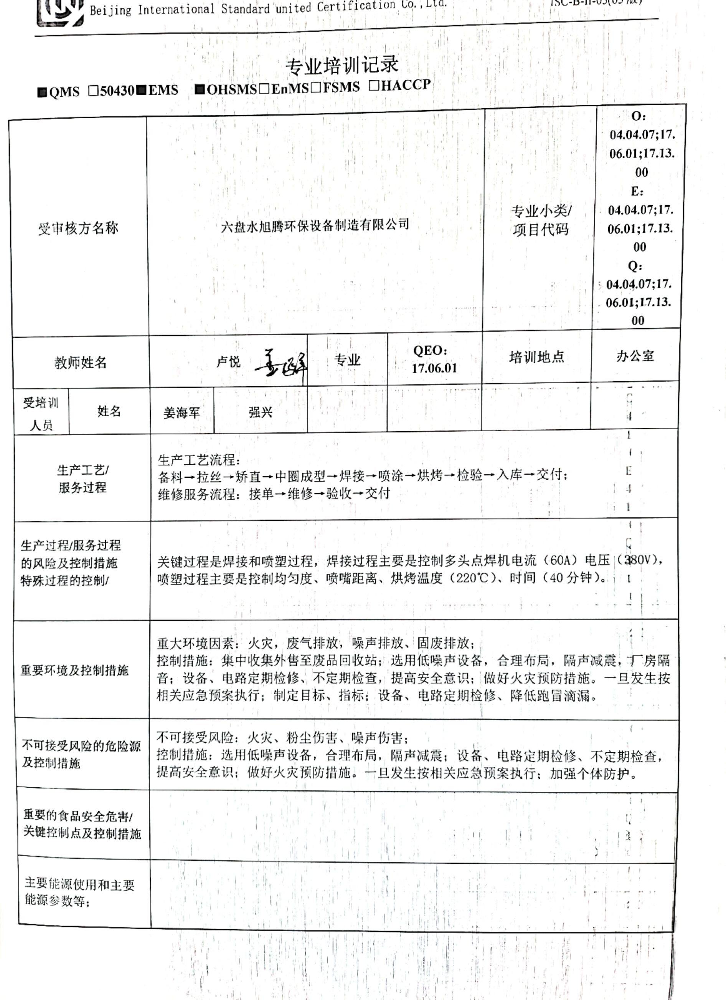 Beijing International Standard united Certification Co.,Ltd.
专业培训记录
■QMS □50430■EMS ■OHSMS□EnMS□FSMS □HACCP
受审核方名称
六盘水旭腾环保设备制造有限公司
专业小类/
项目代码
O:
04.04.07;17.
06.01;17.13.
00
E:
04.04.07;17.
06.01;17.13.
00
Q:
04.04.07;17.
06.01;17.13.
00
教师姓名
卢悦
专业
QEO:
17.06.01
培训地点
办公室
受培训
人员
姓名
姜海军
强兴
生产工艺/
服务过程
生产工艺流程：
备料→拉丝→矫直→中圈成型→焊接→喷涂→烘烤→检验→入库→交付；
维修服务流程：接单→维修→验收→交付
生产过程/服务过程
的风险及控制措施
特殊过程的控制/
关键过程是焊接和喷塑过程，焊接过程主要是控制多头点焊机电流（60A）电压（380V），
喷塑过程主要是控制均匀度、喷嘴距离、烘烤温度（220℃）、时间（40 分钟）。
重要环境及控制措施
重大环境因素：火灾，废气排放，噪声排放、固废排放；
控制措施：集中收集外售至废品回收站；选用低噪声设备，合理布局，隔声减震，厂房隔
音；设备、电路定期检修、不定期检查，提高安全意识；做好火灾预防措施。一旦发生按
相关应急预案执行；制定目标、指标；设备、电路定期检修、降低跑冒滴漏。
不可接受风险的危险源
及控制措施
不可接受风险：火灾、粉尘伤害、噪声伤害；
控制措施：选用低噪声设备，合理布局，隔声减震；设备、电路定期检修、不定期检查，
提高安全意识；做好火灾预防措施。一旦发生按相关应急预案执行；加强个体防护。
重要的食品安全危害/
关键控制点及控制措施
主要能源使用和主要
能源参数等；